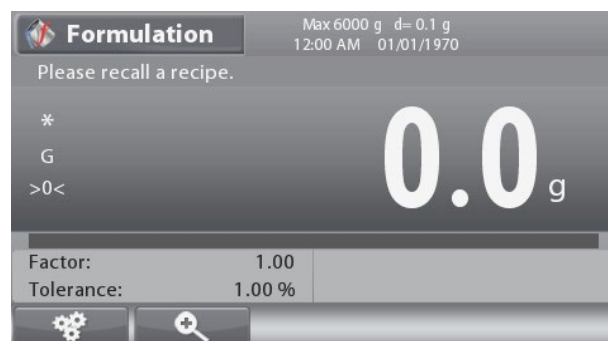 Formulation
Max 6000 g d= 0.1 g
12:00 AM 01/01/1970
Please recall a recipe.
*
G
>0<
0.0 g
Factor: 1.00
Tolerance: 1.00 %